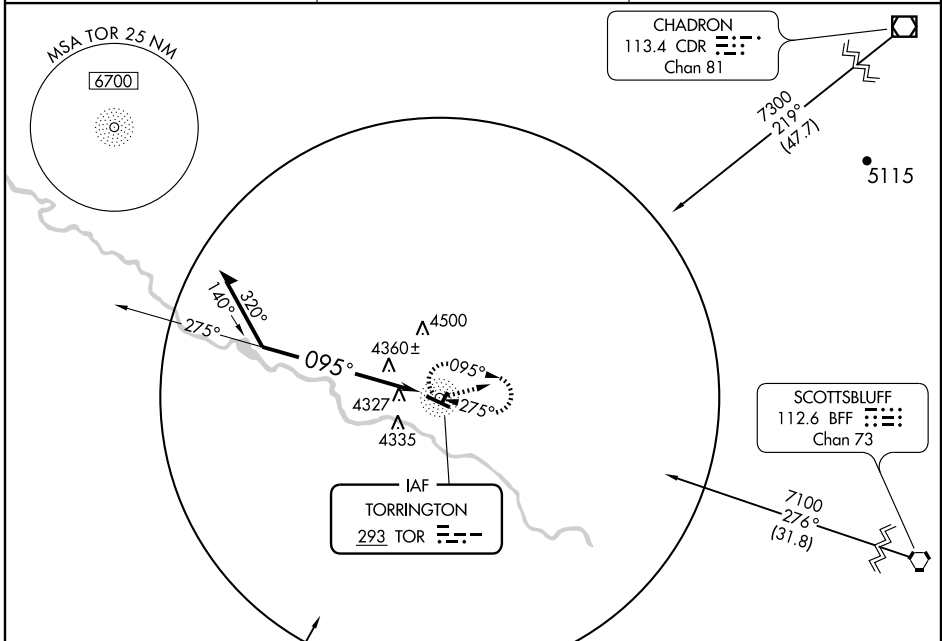 MSA TOR 25 NM
6700
CHADRON
113.4 CDR
Chan 81
7300
219°
(47.7)
5115
320°
140°
275°
095°
4500
4360±
4327
4335
095°
275°
IAF
TORRINGTON
293 TOR
SCOTTSBLUFF
112.6 BFF
Chan 73
7100
276°
(31.8)